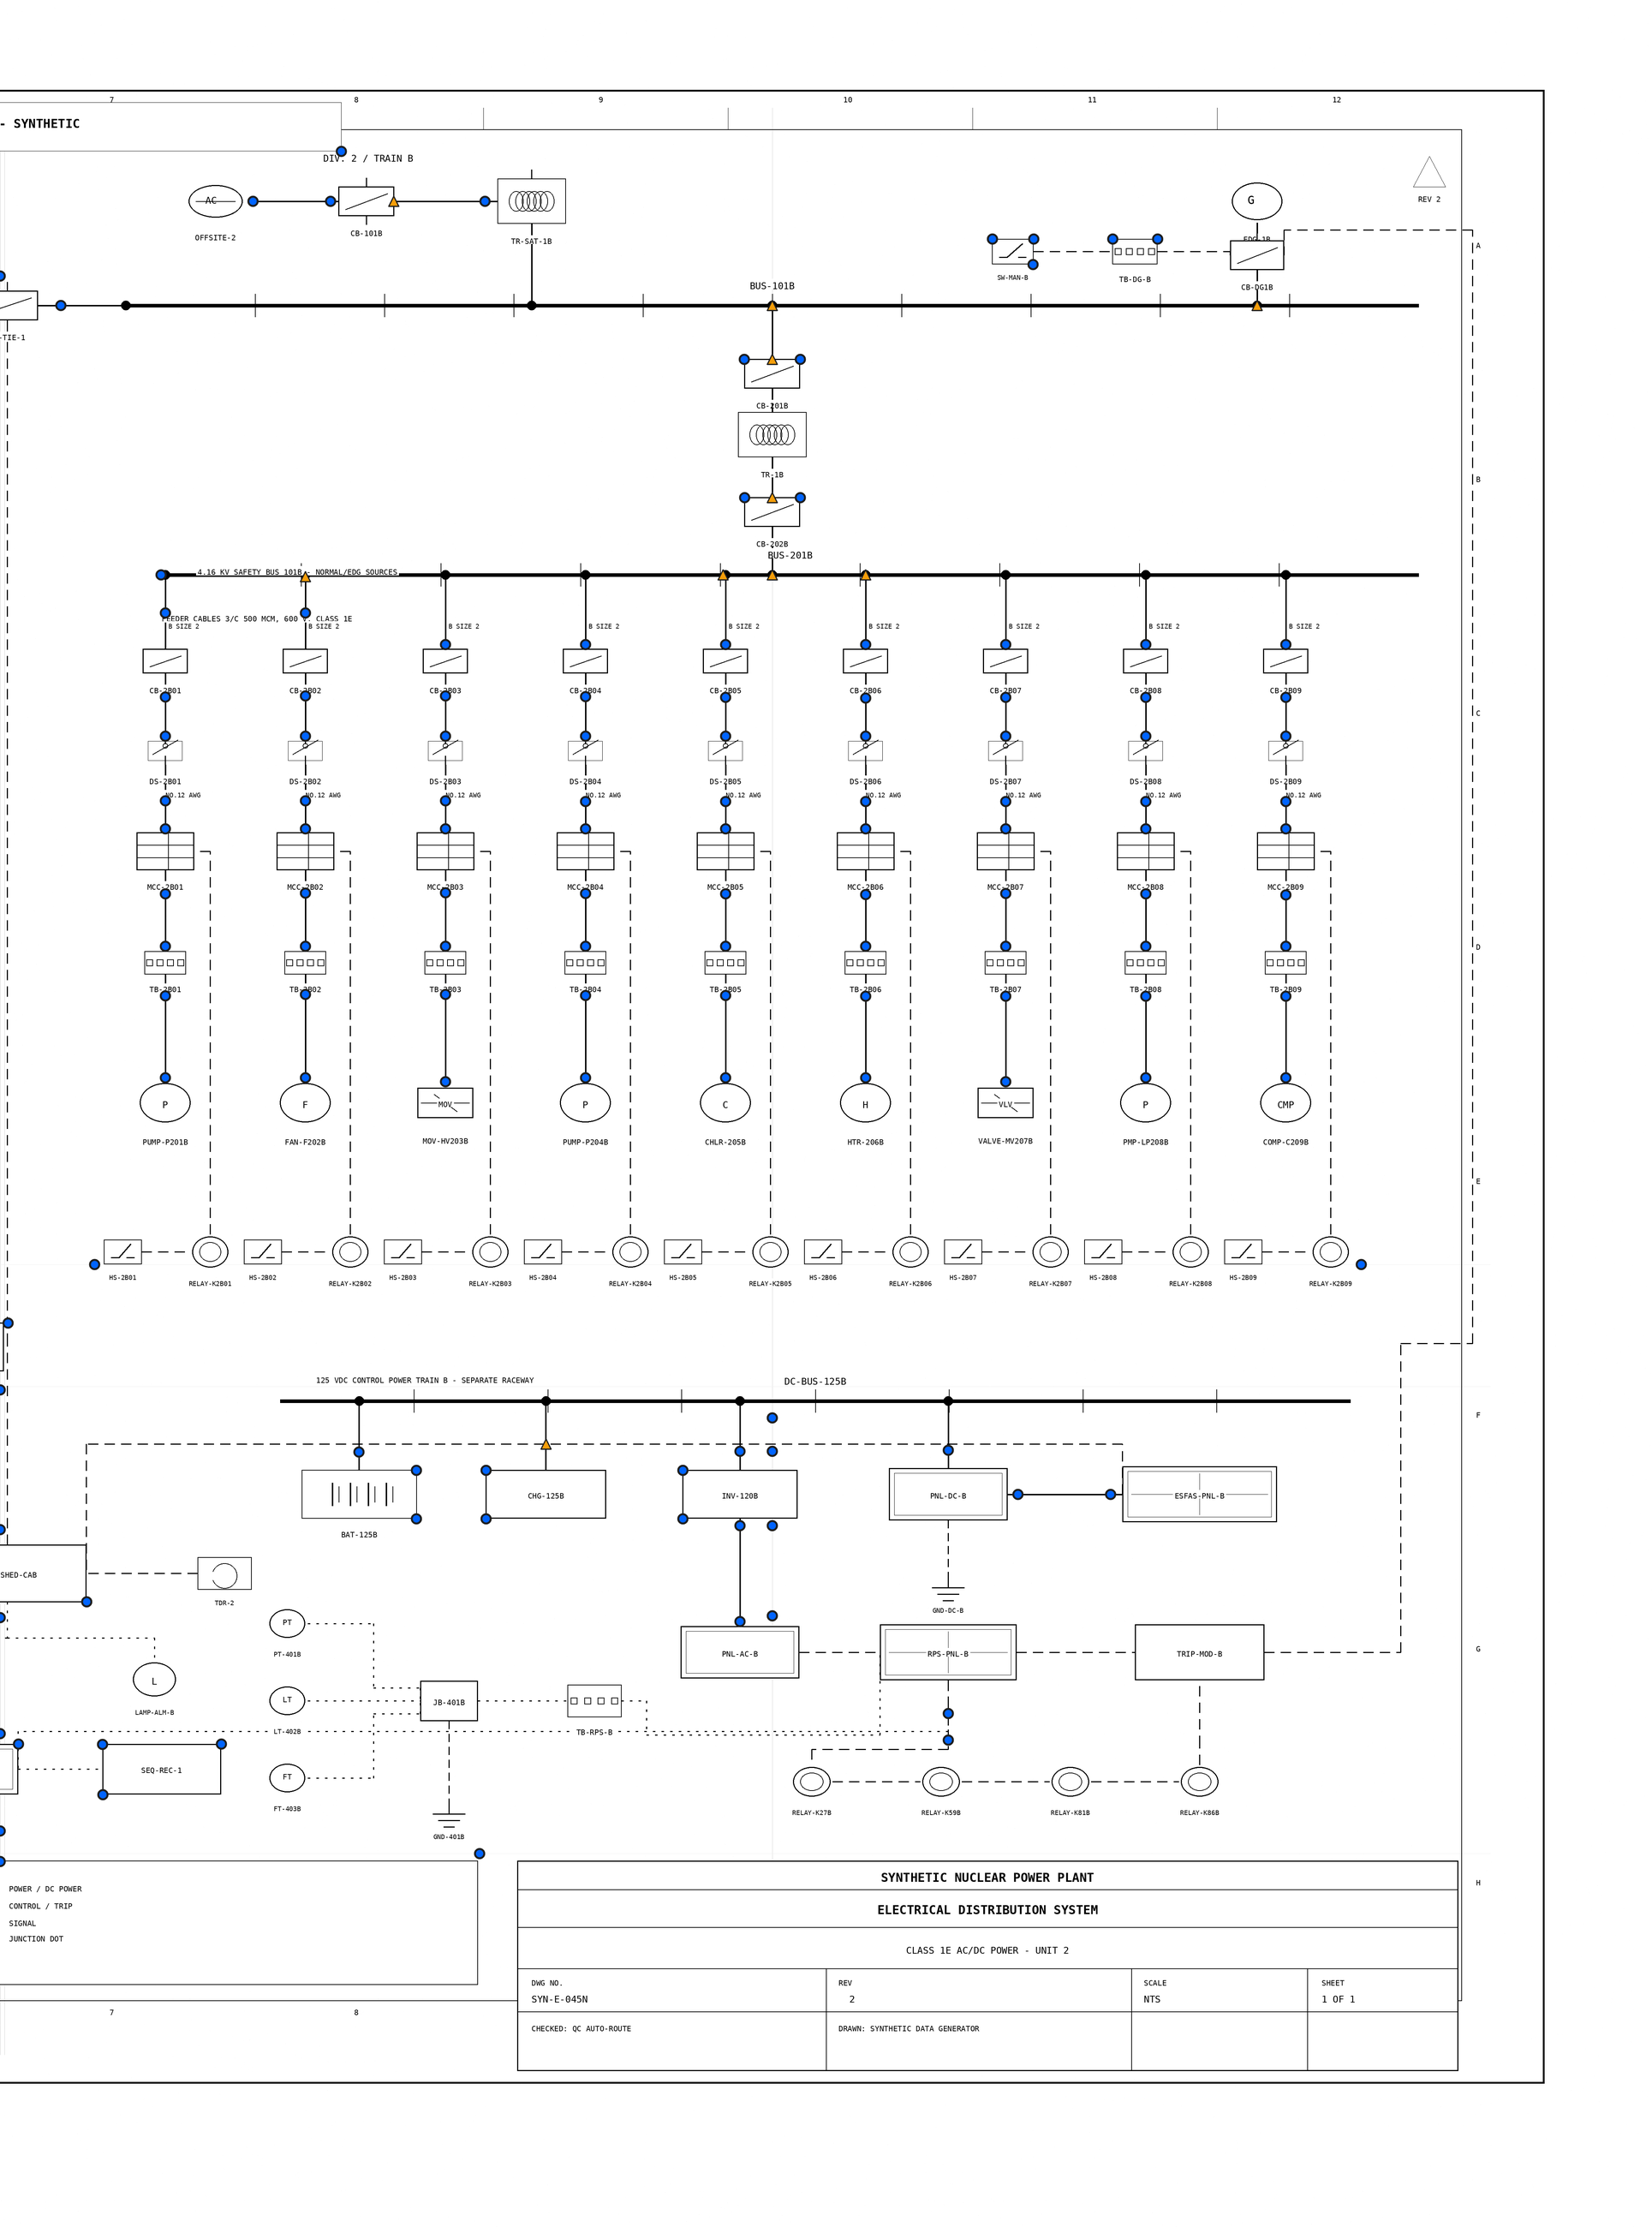 7 8 9 10 11 12
- SYNTHETIC
DIV. 2 / TRAIN B
AC
G
REV 2
OFFSITE-2
CB-101B
TR-SAT-1B
EDG-1B
A
SW-MAN-B
TB-DG-B
CB-DG1B
BUS-101B
-TIE-1
CB-201B
TR-1B
B
CB-202B
BUS-201B
4.16 KV SAFETY BUS 101B - NORMAL/EDG SOURCES
FEEDER CABLES 3/C 500 MCM, 600 V. CLASS 1E
B SIZE 2 B SIZE 2 B SIZE 2 B SIZE 2 B SIZE 2 B SIZE 2 B SIZE 2 B SIZE 2 B SIZE 2
CB-2B01 CB-2B02 CB-2B03 CB-2B04 CB-2B05 CB-2B06 CB-2B07 CB-2B08 CB-2B09
C
DS-2B01 DS-2B02 DS-2B03 DS-2B04 DS-2B05 DS-2B06 DS-2B07 DS-2B08 DS-2B09
NO.12 AWG NO.12 AWG NO.12 AWG NO.12 AWG NO.12 AWG NO.12 AWG NO.12 AWG NO.12 AWG NO.12 AWG
MCC-2B01 MCC-2B02 MCC-2B03 MCC-2B04 MCC-2B05 MCC-2B06 MCC-2B07 MCC-2B08 MCC-2B09
D
TB-2B01 TB-2B02 TB-2B03 TB-2B04 TB-2B05 TB-2B06 TB-2B07 TB-2B08 TB-2B09
P F MOV P C H VLV P CMP
PUMP-P201B FAN-F202B MOV-HV203B PUMP-P204B CHLR-205B HTR-206B VALVE-MV207B PMP-LP208B COMP-C209B
E
HS-2B01 RELAY-K2B01 HS-2B02 RELAY-K2B02 HS-2B03 RELAY-K2B03 HS-2B04 RELAY-K2B04 HS-2B05 RELAY-K2B05 HS-2B06 RELAY-K2B06 HS-2B07 RELAY-K2B07 HS-2B08 RELAY-K2B08 HS-2B09 RELAY-K2B09
125 VDC CONTROL POWER TRAIN B - SEPARATE RACEWAY
DC-BUS-125B
F
CHG-125B
INV-120B
PNL-DC-B
ESFAS-PNL-B
BAT-125B
SHED-CAB
TDR-2
GND-DC-B
PT
PT-401B
PNL-AC-B
RPS-PNL-B
TRIP-MOD-B
G
L
LAMP-ALM-B
LT
LT-402B
JB-401B
TB-RPS-B
SEQ-REC-1
FT
FT-403B
GND-401B
RELAY-K27B
RELAY-K59B
RELAY-K81B
RELAY-K86B
POWER / DC POWER
CONTROL / TRIP
SIGNAL
JUNCTION DOT
H
SYNTHETIC NUCLEAR POWER PLANT
ELECTRICAL DISTRIBUTION SYSTEM
CLASS 1E AC/DC POWER - UNIT 2
DWG NO. REV SCALE SHEET
SYN-E-045N 2 NTS 1 OF 1
CHECKED: QC AUTO-ROUTE DRAWN: SYNTHETIC DATA GENERATOR
7 8